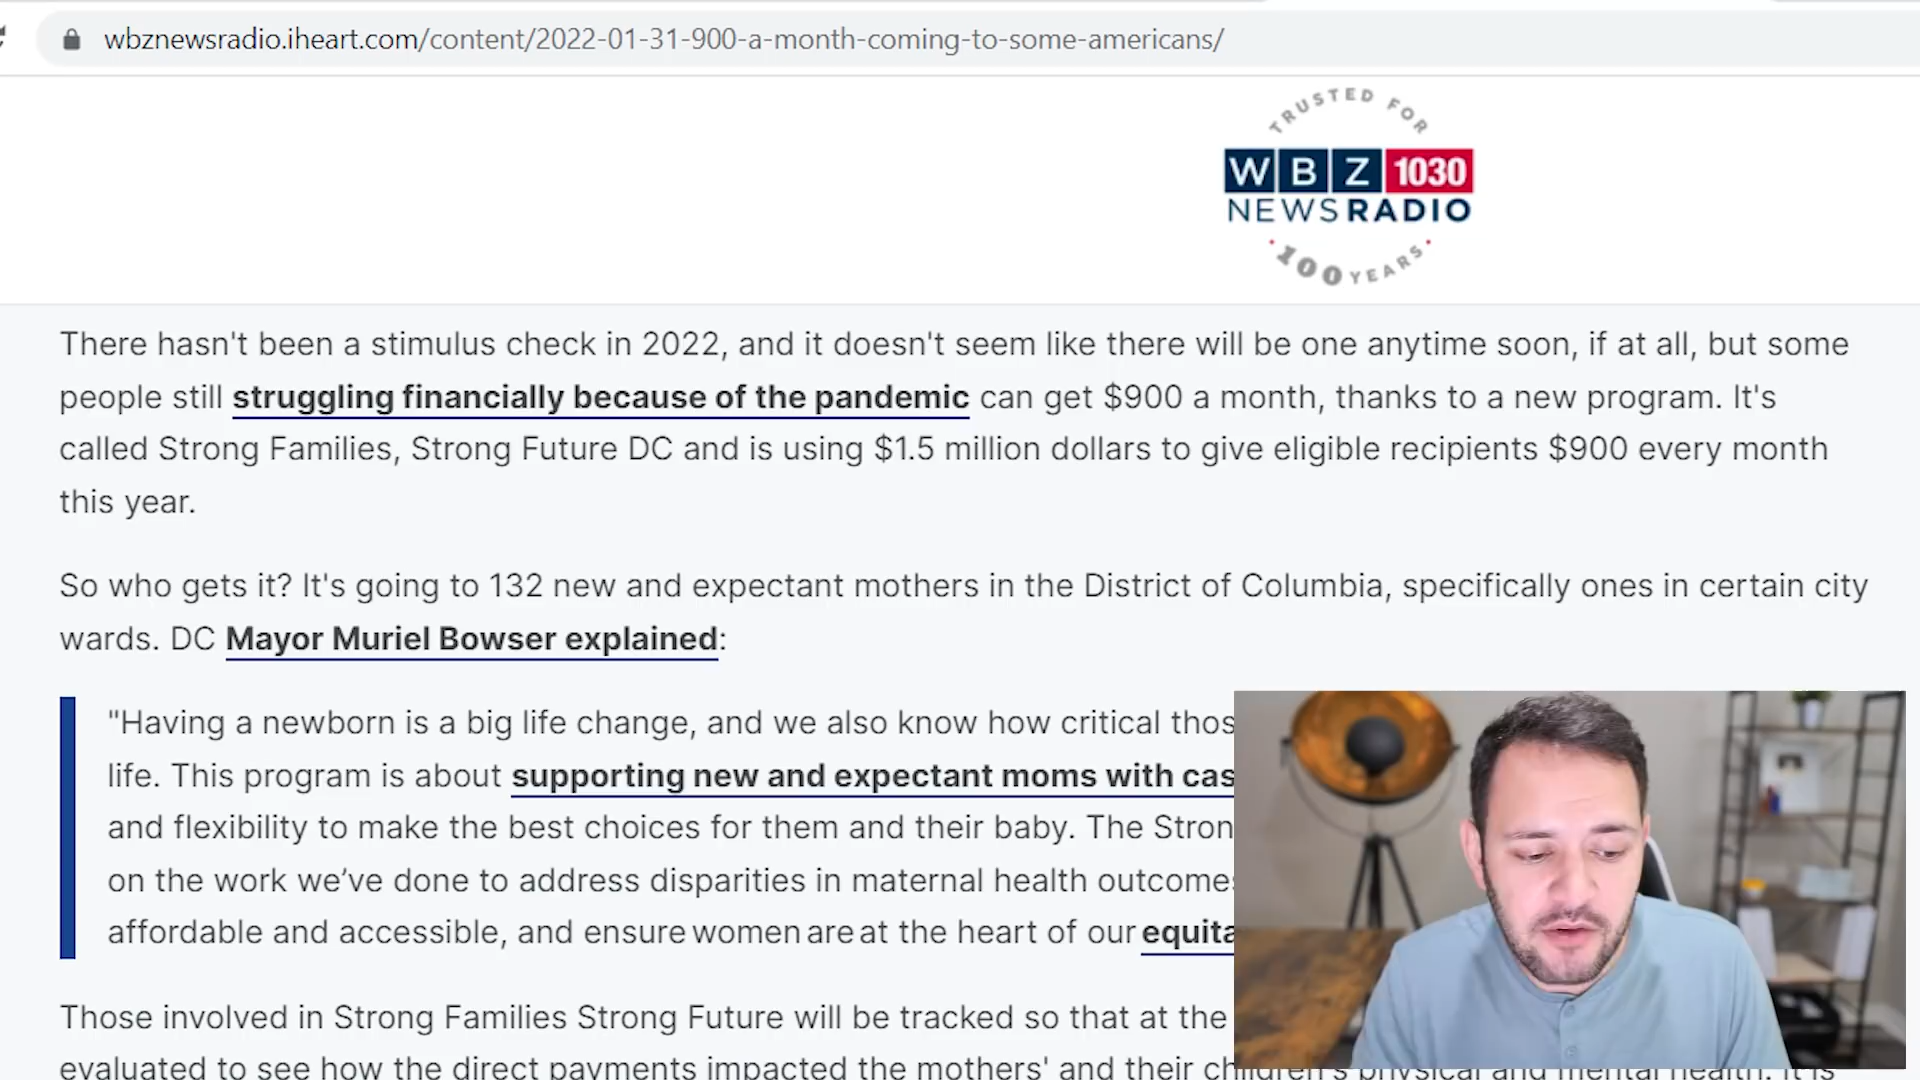 wbznewsradio.iheart.com/content/2022-01-31-900-a-month-coming-to-some-americans/
TRUSTED FOR
WBZ 1030
NEWSRADIO
100 YEARS
There hasn't been a stimulus check in 2022, and it doesn't seem like there will be one anytime soon, if at all, but some
people still struggling financially because of the pandemic can get $900 a month, thanks to a new program. It's
called Strong Families, Strong Future DC and is using $1.5 million dollars to give eligible recipients $900 every month
this year.
So who gets it? It's going to 132 new and expectant mothers in the District of Columbia, specifically ones in certain city
wards. DC Mayor Muriel Bowser explained:
"Having a newborn is a big life change, and we also know how critical thos
life. This program is about supporting new and expectant moms with cas
and flexibility to make the best choices for them and their baby. The Stron
on the work we’ve done to address disparities in maternal health outcomes
affordable and accessible, and ensure women are at the heart of our equita
Those involved in Strong Families Strong Future will be tracked so that at the
evaluated to see how the direct payments impacted the mothers' and their children's physical and mental health. It is